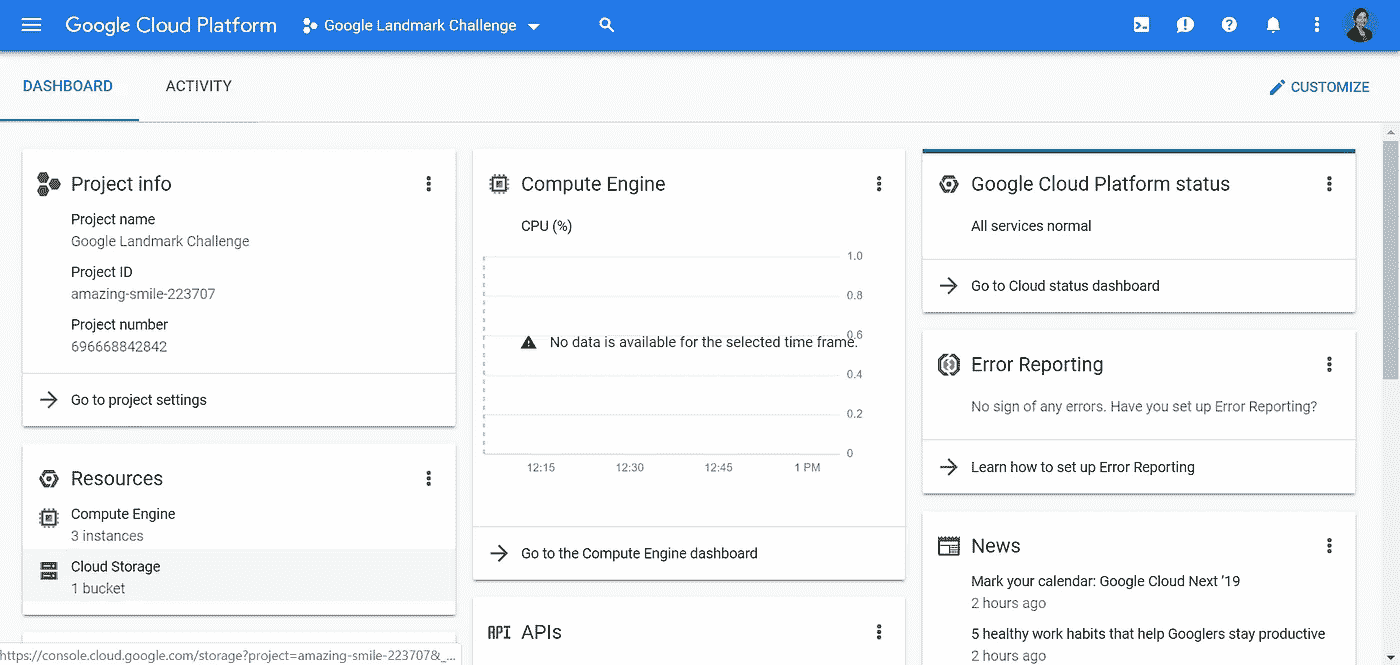 Google Cloud Platform
Google Landmark Challenge
DASHBOARD
ACTIVITY
CUSTOMIZE
Project info
Project name
Google Landmark Challenge
Project ID
amazing-smile-223707
Project number
696668842842
Go to project settings
Resources
Compute Engine
3 instances
Cloud Storage
1 bucket
Compute Engine
CPU (%)
1.0
0.8
0.6
No data is available for the selected time frame.
0.4
0.2
0
12:15 12:30 12:45 1 PM
Go to the Compute Engine dashboard
API APIs
Google Cloud Platform status
All services normal
Go to Cloud status dashboard
Error Reporting
No sign of any errors. Have you set up Error Reporting?
Learn how to set up Error Reporting
News
Mark your calendar: Google Cloud Next '19
2 hours ago
5 healthy work habits that help Googlers stay productive
2 hours ago
https://console.cloud.google.com/storage?project=amazing-smile-223707&_...